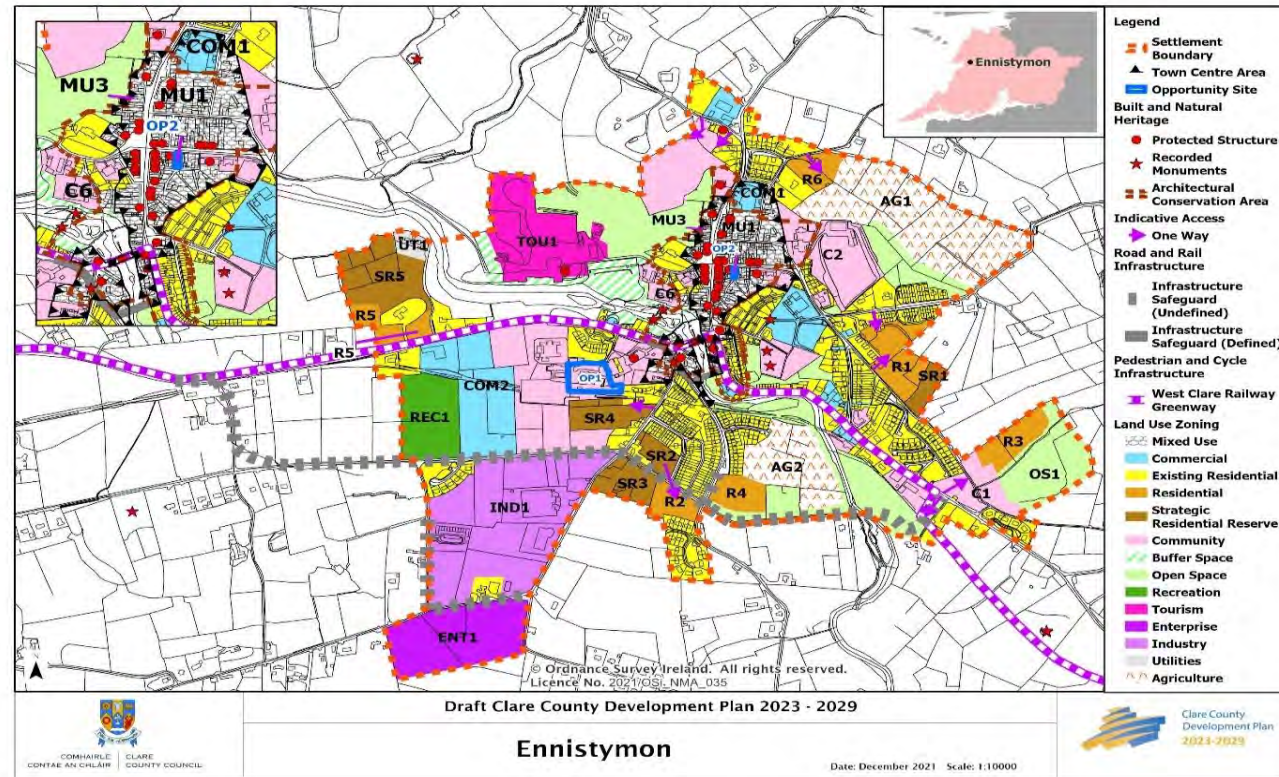 COM1
MU3
MU1
OP2
C6
Ennistymon
R6
COM1
AG1
MU3
MU1
TOU1
OP2
C2
UT1
SR5
C6
R5
R5
R1
SR1
OP1
COM2
REC1
SR4
R3
SR2
AG2
OS1
SR3
R4
C1
R2
IND1
ENT1
© Ordnance Survey Ireland. All rights reserved.
Licence No. 2021/OSi_NMA_035
Legend
Settlement
Boundary
Town Centre Area
Opportunity Site
Built and Natural
Heritage
Protected Structure
Recorded
Monuments
Architectural
Conservation Area
Indicative Access
One Way
Road and Rail
Infrastructure
Infrastructure
Safeguard
(Undefined)
Infrastructure
Safeguard (Defined)
Pedestrian and Cycle
Infrastructure
West Clare Railway
Greenway
Land Use Zoning
Mixed Use
Commercial
Existing Residential
Residential
Strategic
Residential Reserve
Community
Buffer Space
Open Space
Recreation
Tourism
Enterprise
Industry
Utilities
Agriculture
COMHAIRLE
CONTAE AN CHLÁIR
CLARE
COUNTY COUNCIL
Draft Clare County Development Plan 2023 - 2029
Ennistymon
Date: December 2021 Scale: 1:10000
Clare County
Development Plan
2023-2029